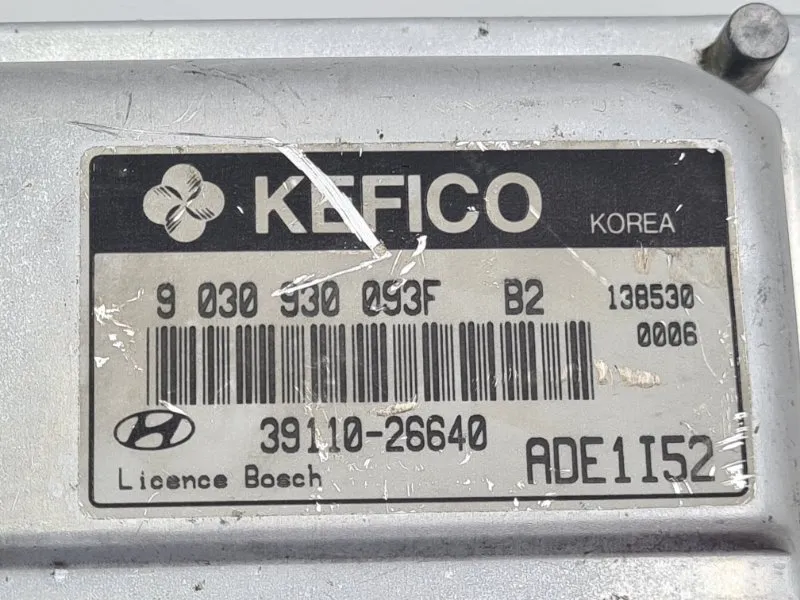 KEFICO KOREA
9 030 930 093F B2 138530
0006
39110-26640
ADE1I52
Licence Bosch